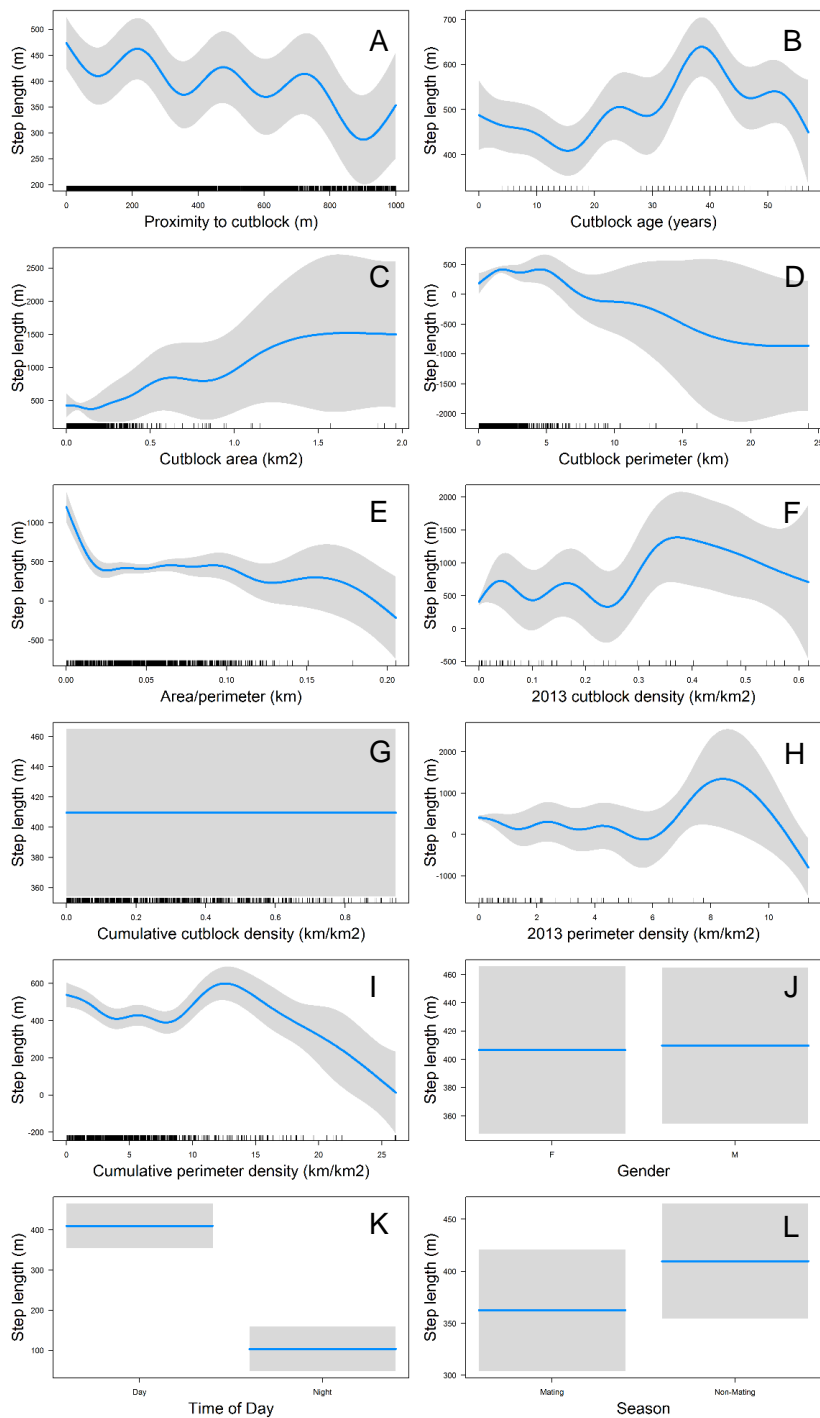 A
Step length (m)
500
450
400
350
300
250
200
0 200 400 600 800 1000
Proximity to cutblock (m)
B
Step length (m)
700
600
500
400
0 10 20 30 40 50
Cutblock age (years)
C
Step length (m)
2500
2000
1500
1000
500
0.0 0.5 1.0 1.5 2.0
Cutblock area (km2)
D
Step length (m)
500
0
-500
-1000
-1500
-2000
0 5 10 15 20 25
Cutblock perimeter (km)
E
Step length (m)
1000
500
0
-500
0.00 0.05 0.10 0.15 0.20
Area/perimeter (km)
F
Step length (m)
2000
1500
1000
500
0
-500
0.0 0.1 0.2 0.3 0.4 0.5 0.6
2013 cutblock density (km/km2)
G
Step length (m)
460
440
420
400
380
360
0.0 0.2 0.4 0.6 0.8
Cumulative cutblock density (km/km2)
H
Step length (m)
2000
1000
0
-1000
0 2 4 6 8 10
2013 perimeter density (km/km2)
I
Step length (m)
600
400
200
0
-200
0 5 10 15 20 25
Cumulative perimeter density (km/km2)
J
Step length (m)
460
440
420
400
380
360
F M
Gender
K
Step length (m)
400
300
200
100
Day Night
Time of Day
L
Step length (m)
450
400
350
300
Mating Non-Mating
Season